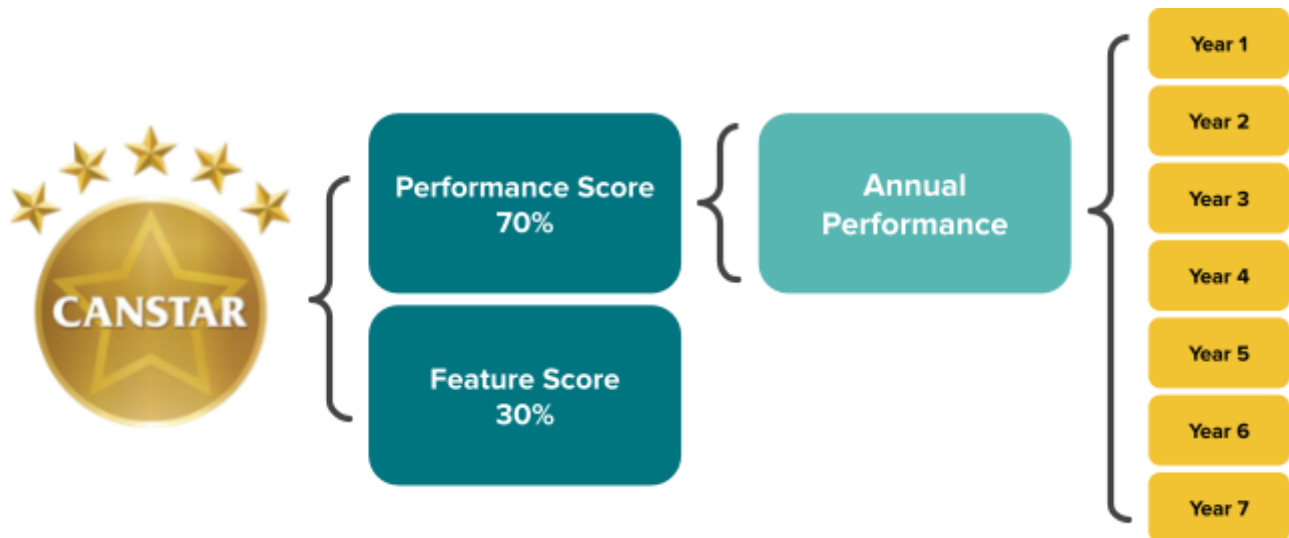 CANSTAR
Performance Score
70%
Feature Score
30%
Annual
Performance
Year 1
Year 2
Year 3
Year 4
Year 5
Year 6
Year 7